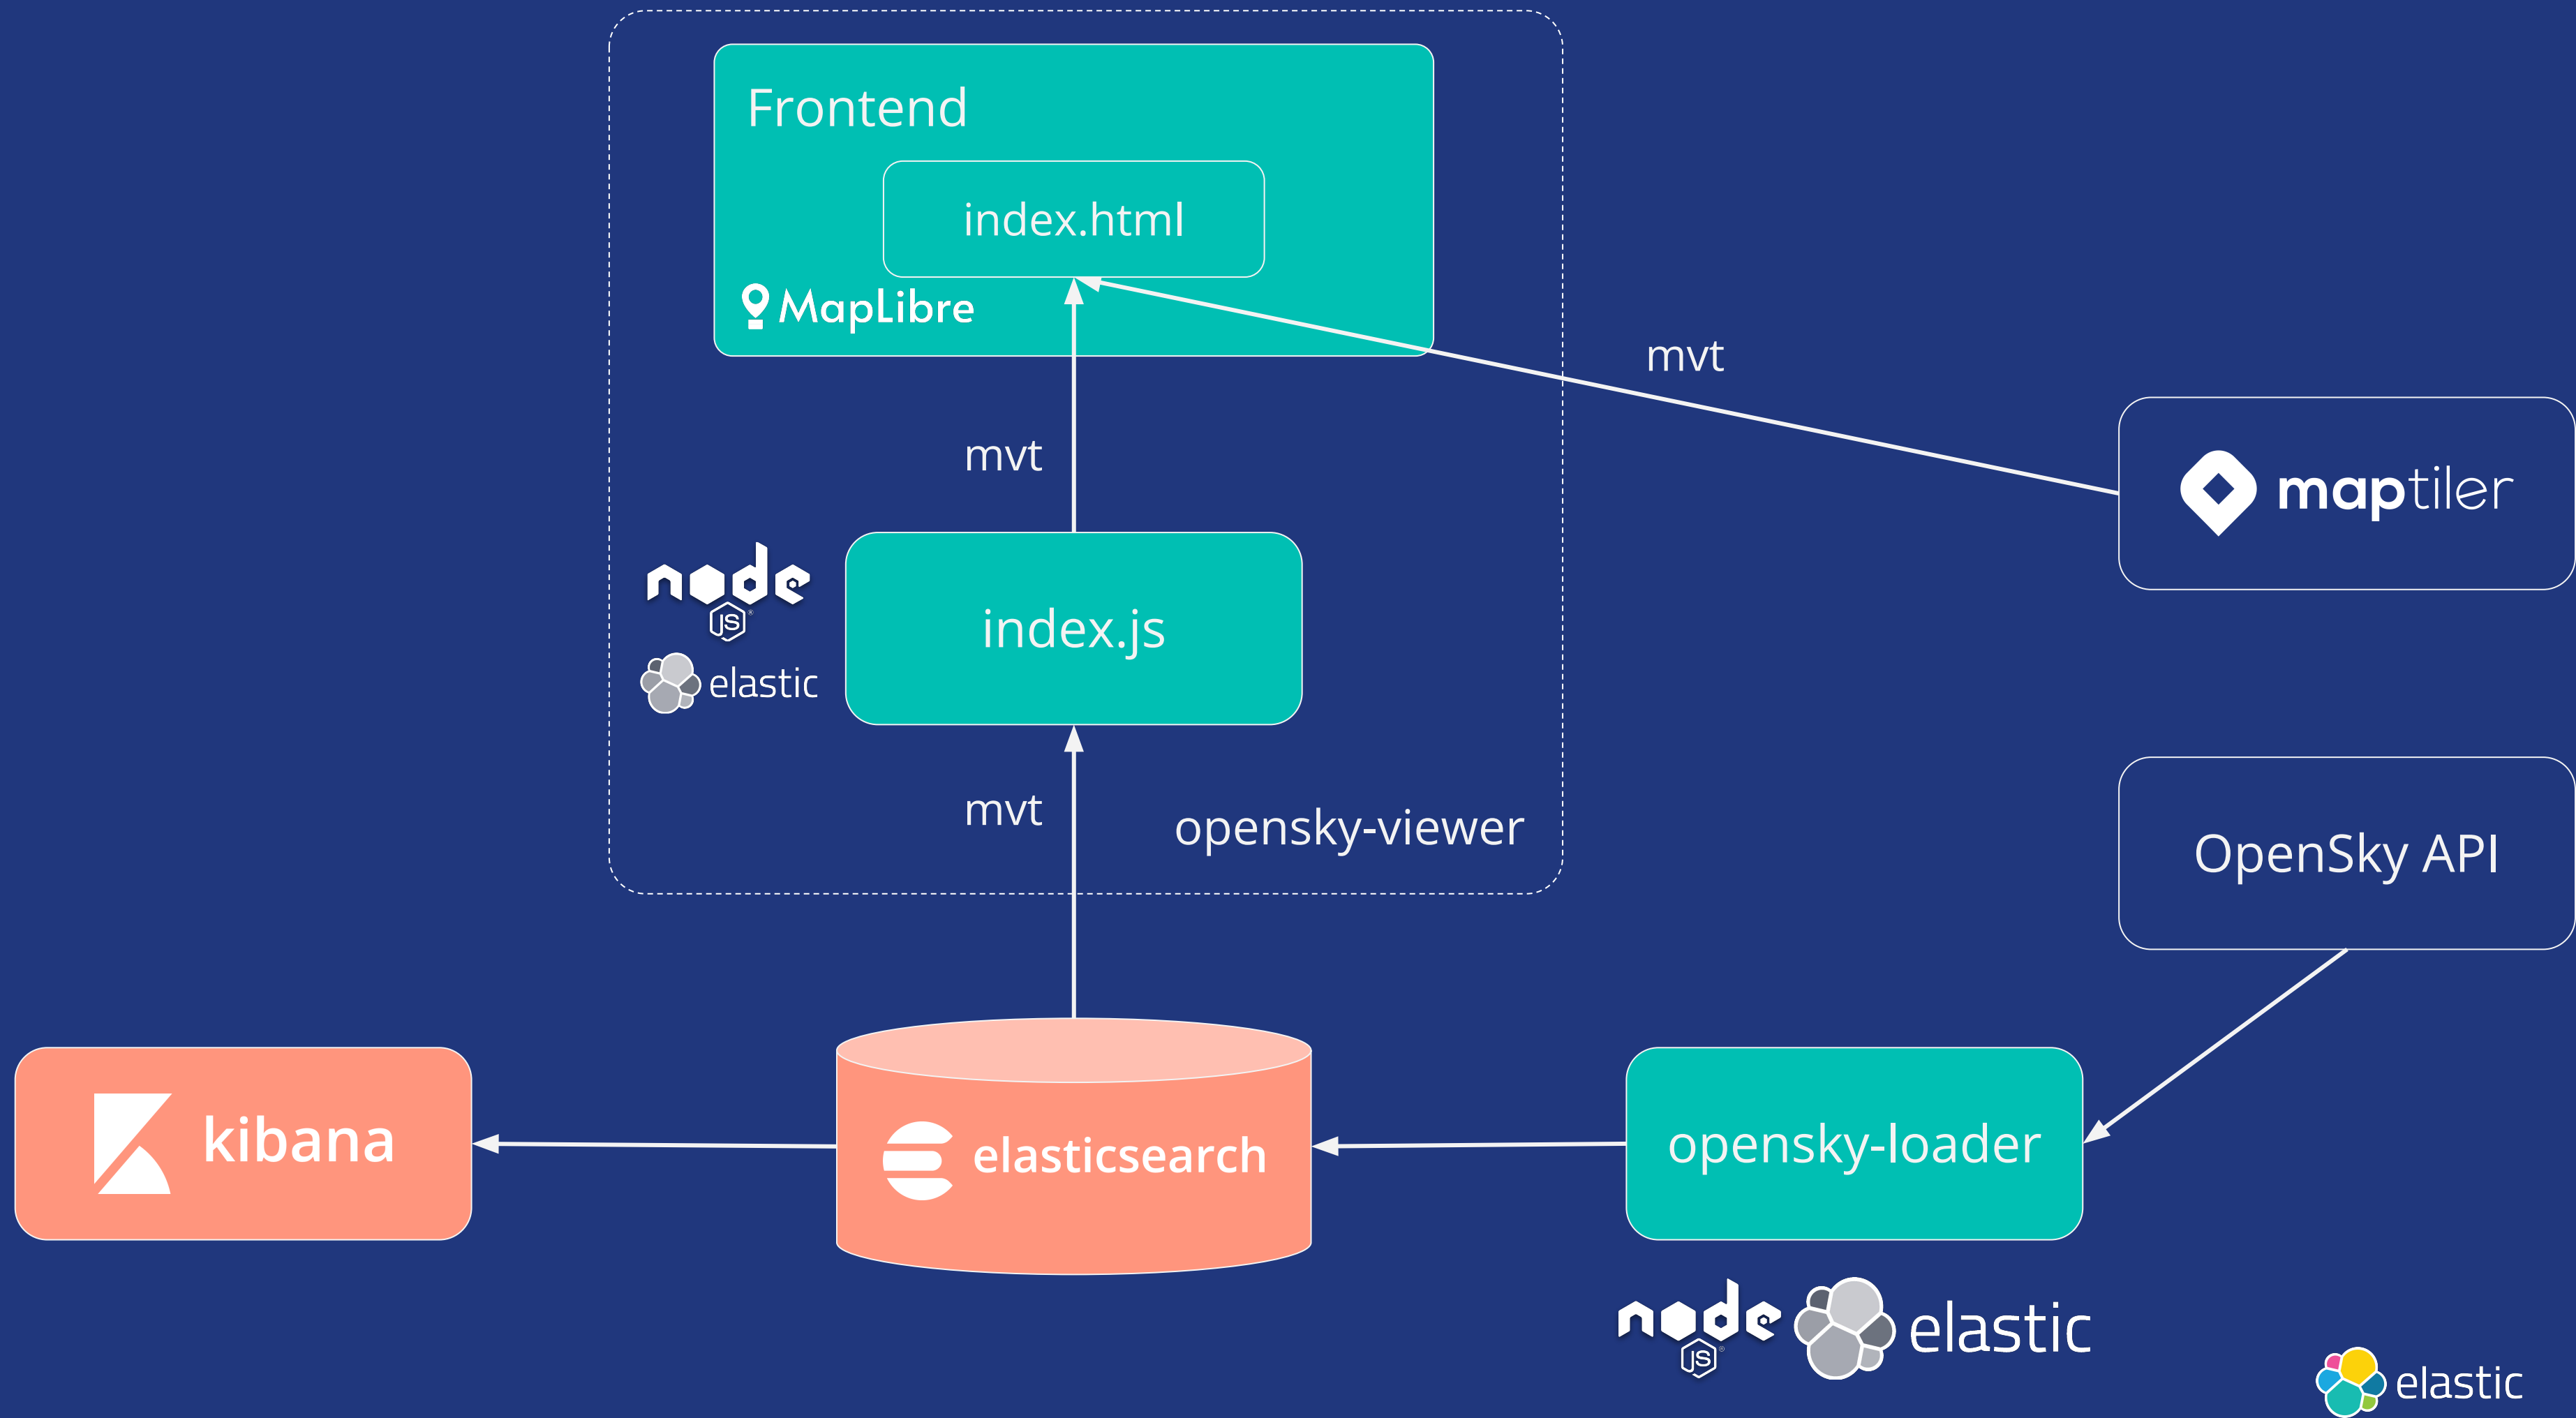 Frontend
index.html
MapLibre
mvt
mvt
maptiler
node
JS
®
elastic
index.js
mvt
opensky-viewer
OpenSky API
kibana
elasticsearch
opensky-loader
node
JS
®
elastic
elastic